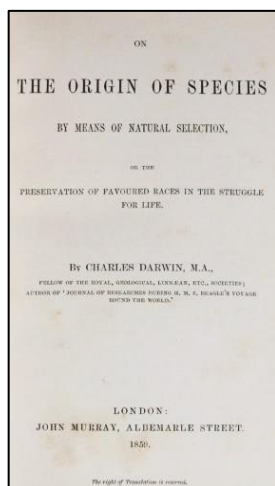 ON
THE ORIGIN OF SPECIES
BY MEANS OF NATURAL SELECTION,
OR THE
PRESERVATION OF FAVOURED RACES IN THE STRUGGLE
FOR LIFE.
BY CHARLES DARWIN, M.A.,
FELLOW OF THE ROYAL, GEOLOGICAL, LINNÆAN, ETC., SOCIETIES;
AUTHOR OF 'JOURNAL OF RESEARCHES DURING H. M. S. BEAGLE'S VOYAGE
ROUND THE WORLD.'
LONDON:
JOHN MURRAY, ALBEMARLE STREET.
1859.
The right of Translation is reserved.